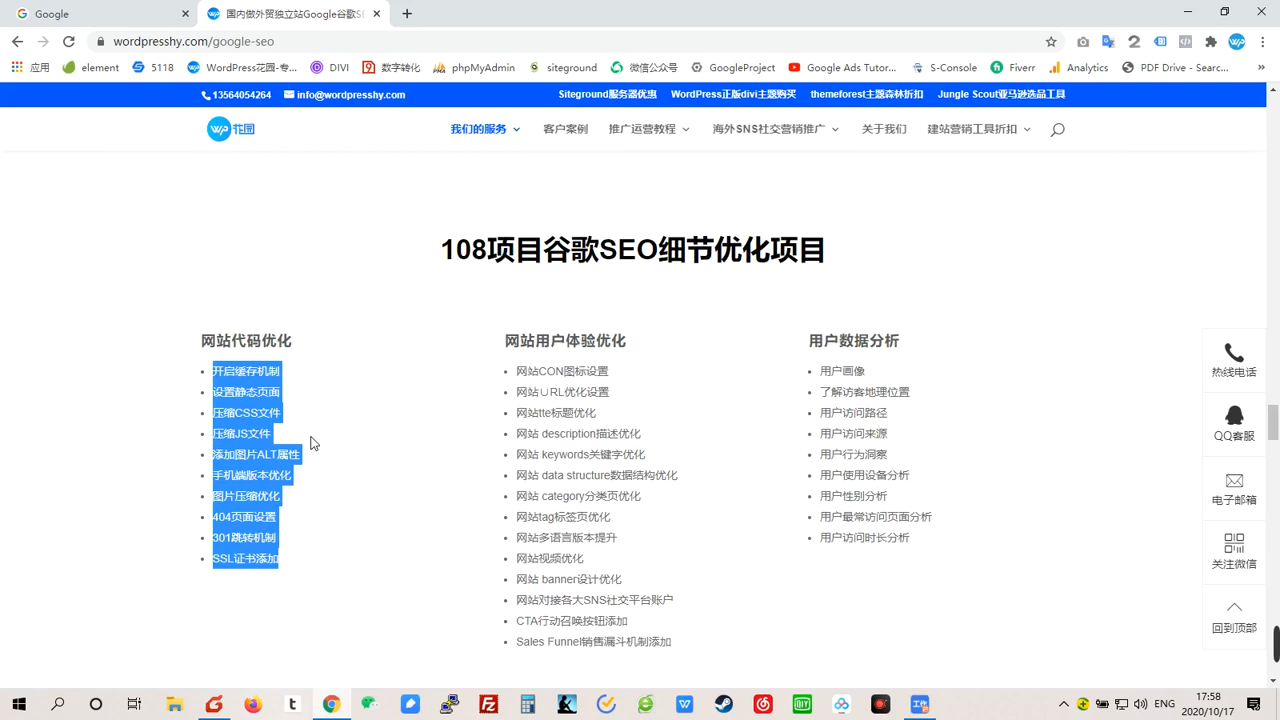 Google
国内做外贸独立站Google谷歌SE
wordpresshy.com/google-seo
应用 element 5118 WordPress花园-专... DIVI 数字转化 phpMyAdmin siteground 微信公众号 GoogleProject Google Ads Tutor... S-Console Fiverr Analytics PDF Drive - Searc... »
13564054264 info@wordpresshy.com Siteground服务器优惠 WordPress正版divi主题购买 themeforest主题森林折扣 Jungle Scout亚马逊选品工具
WP花园 我们的服务 客户案例 推广运营教程 海外SNS社交营销推广 关于我们 建站营销工具折扣
108项目谷歌SEO细节优化项目
网站代码优化
开启缓存机制
设置静态页面
压缩CSS文件
压缩JS文件
添加图片ALT属性
手机端版本优化
图片压缩优化
404页面设置
301跳转机制
SSL证书添加
网站用户体验优化
网站CON图标设置
网站URL优化设置
网站tte标题优化
网站 description描述优化
网站 keywords关键字优化
网站 data structure数据结构优化
网站 category分类页优化
网站tag标签页优化
网站多语言版本提升
网站视频优化
网站 banner设计优化
网站对接各大SNS社交平台账户
CTA行动召唤按钮添加
Sales Funnel销售漏斗机制添加
用户数据分析
用户画像
了解访客地理位置
用户访问路径
用户访问来源
用户行为洞察
用户使用设备分析
用户性别分析
用户最常访问页面分析
用户访问时长分析
热线电话
QQ客服
电子邮箱
关注微信
回到顶部
ENG
17:58
2020/10/17